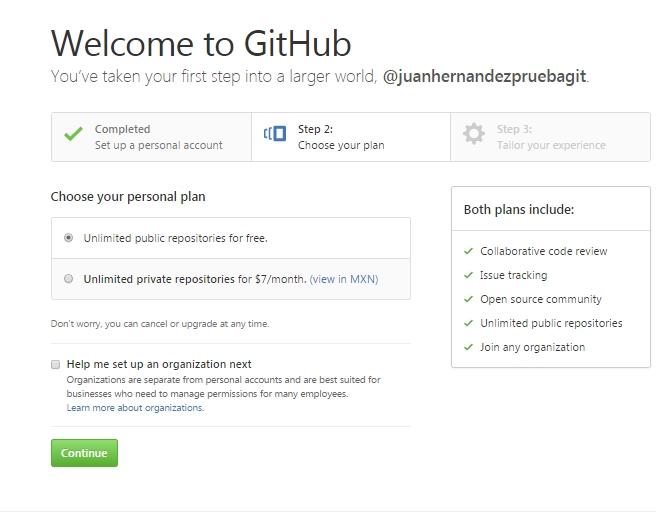 Welcome to GitHub
You’ve taken your first step into a larger world, @juanhernandezpruebagit.
Completed
Set up a personal account
Step 2:
Choose your plan
Step 3:
Tailor your experience
Choose your personal plan
Unlimited public repositories for free.
Unlimited private repositories for $7/month. (view in MXN)
Don’t worry, you can cancel or upgrade at any time.
Help me set up an organization next
Organizations are separate from personal accounts and are best suited for
businesses who need to manage permissions for many employees.
Learn more about organizations.
Continue
Both plans include:
Collaborative code review
Issue tracking
Open source community
Unlimited public repositories
Join any organization